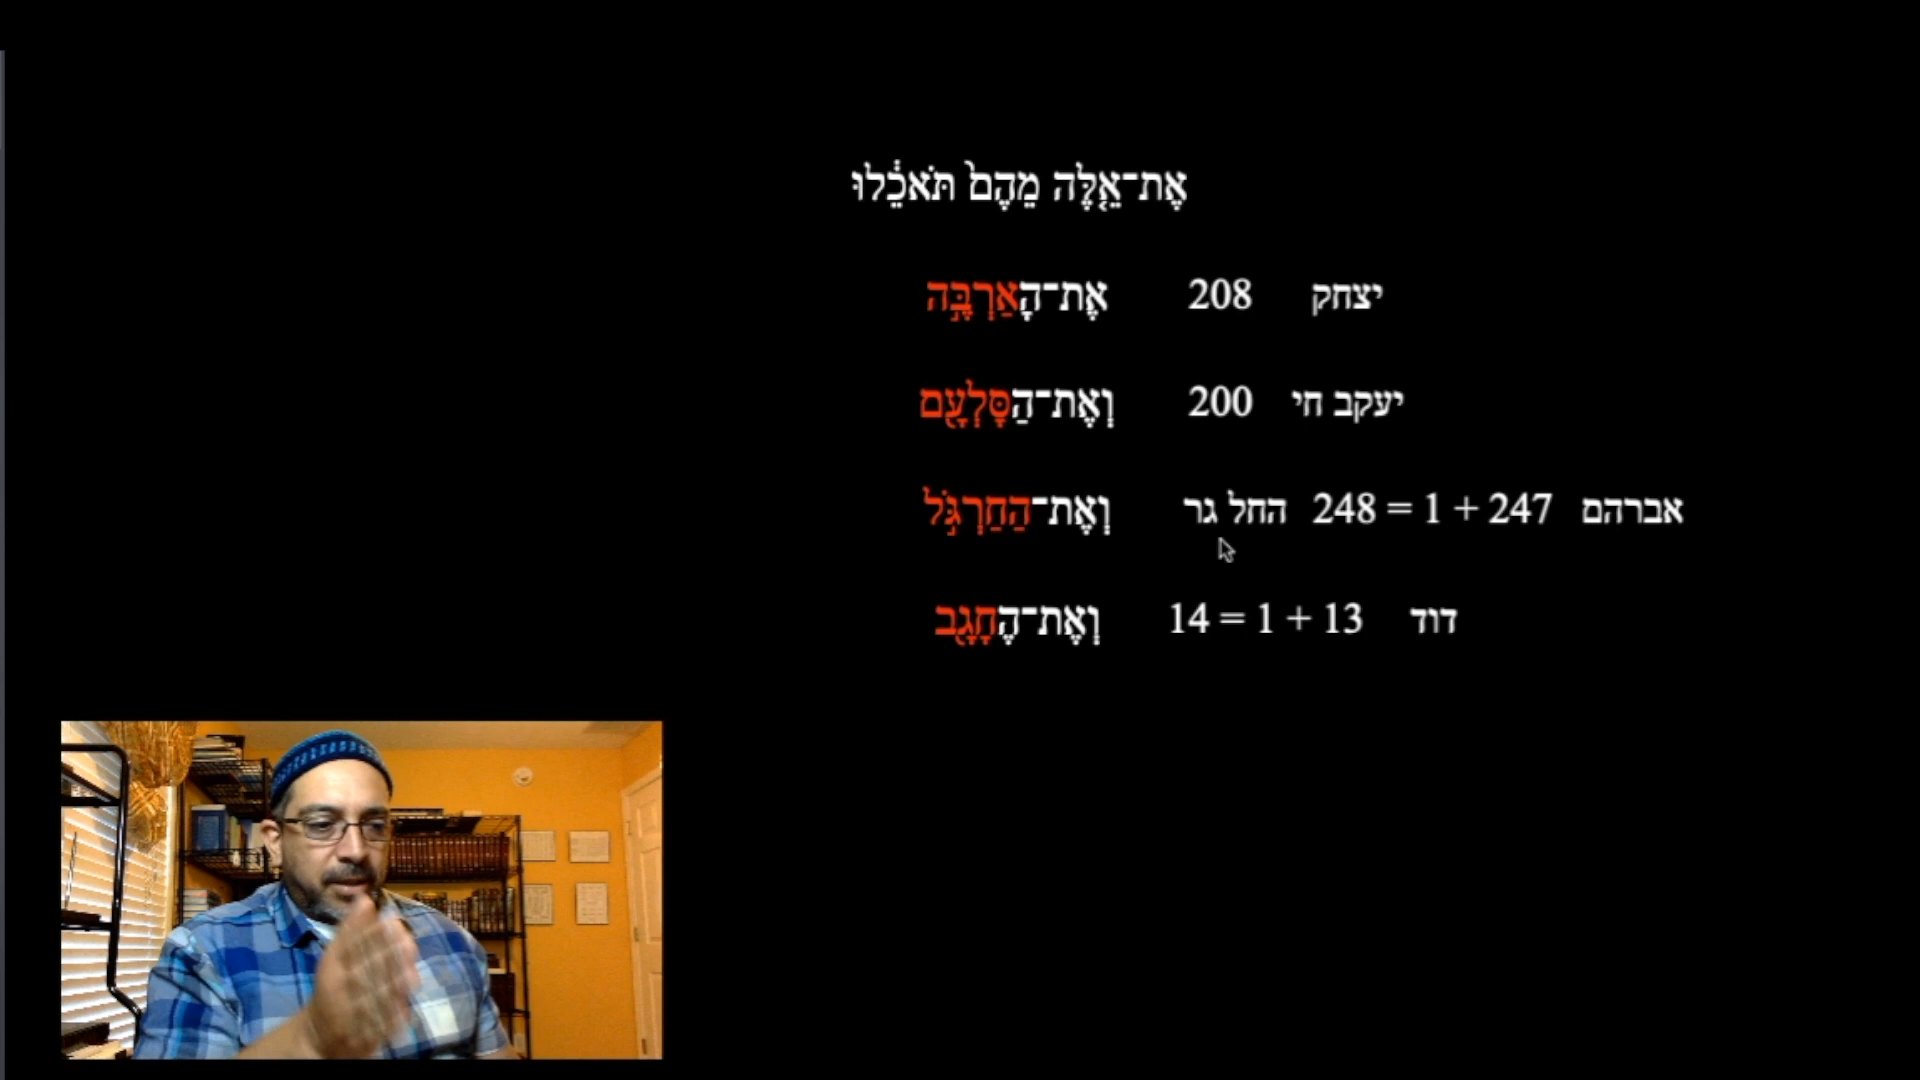 אֶת־אֵ֤לֶּה מֵהֶם֙ תֹּאכֵ֔לוּ
אֶת־הָאַרְבֶּ֣ה 208 יצחק
וְאֶת־הַסָּלְעָ֖ם 200 יעקב חי
וְאֶת־הַחַרְגֹּ֣ל החל גר 248 = 1 + 247 אברהם
וְאֶת־הֶחָגָ֖ב 14 = 1 + 13 דוד